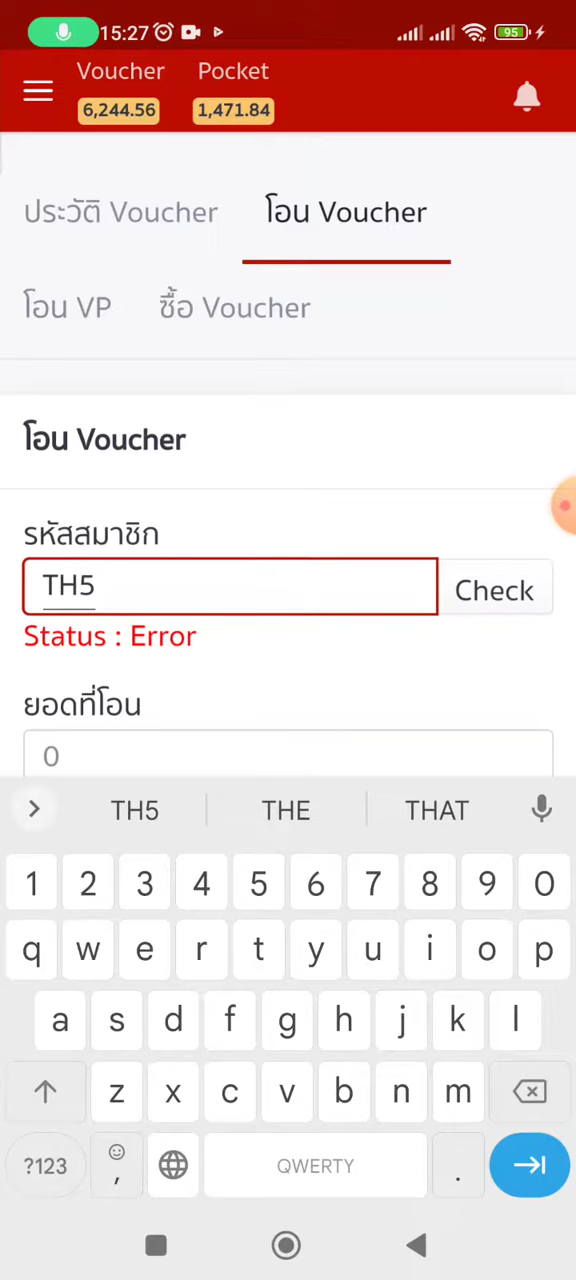 15:27 95
Voucher Pocket
6,244.56 1,471.84
ประวัติ Voucher โอน Voucher
โอน VP ซื้อ Voucher
โอน Voucher
รหัสสมาชิก
TH5 Check
Status : Error
ยอดที่โอน
0
TH5 THE THAT
1 2 3 4 5 6 7 8 9 0
q w e r t y u i o p
a s d f g h j k l
z x c v b n m
?123 , QWERTY .